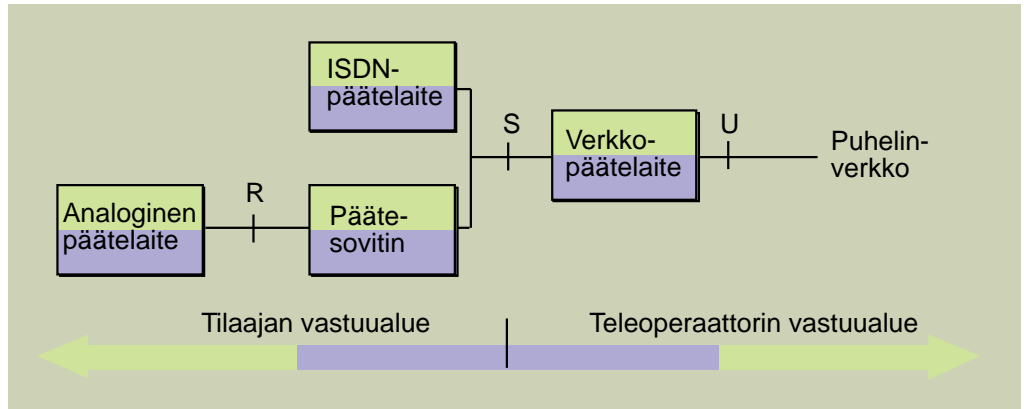 ISDN-
päätelaite
S
Verkko-
päätelaite
U
Puhelin-
verkko
Analoginen
päätelaite
R
Pääte-
sovitin
Tilaajan vastuualue
Teleoperaattorin vastuualue